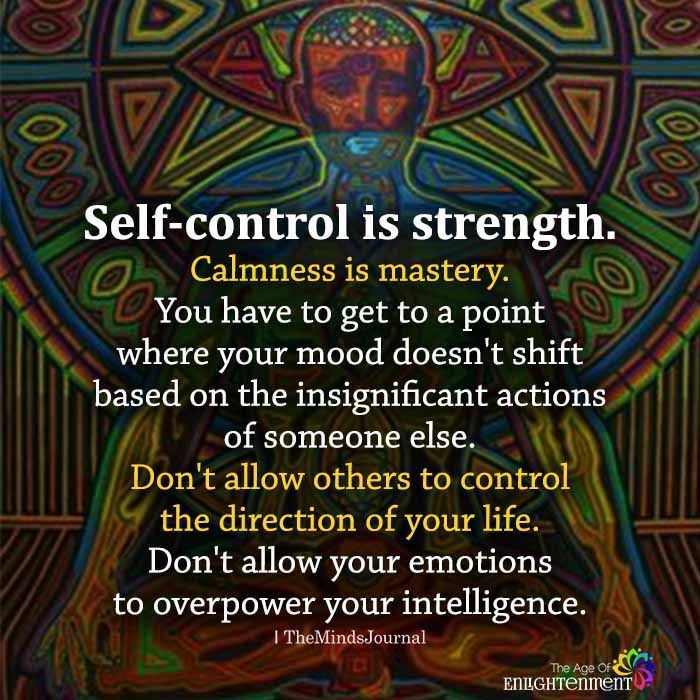 Self-control is strength.
Calmness is mastery.
You have to get to a point
where your mood doesn't shift
based on the insignificant actions
of someone else.
Don't allow others to control
the direction of your life.
Don't allow your emotions
to overpower your intelligence.
| TheMindsJournal
The Age Of
ENLIGHTENMENT